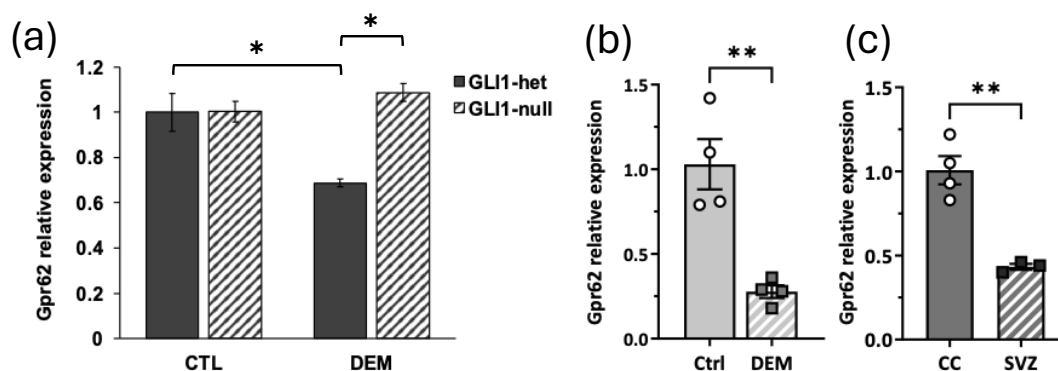 (a)
*
*
Gpr62 relative expression
1.2
1
0.8
0.6
0.4
0.2
0
CTL
DEM
GLI1-het
GLI1-null
(b)
**
Gpr62 relative expression
1.5
1.0
0.5
0.0
Ctrl
DEM
(c)
**
Gpr62 relative expression
1.5
1.0
0.5
0.0
CC
SVZ